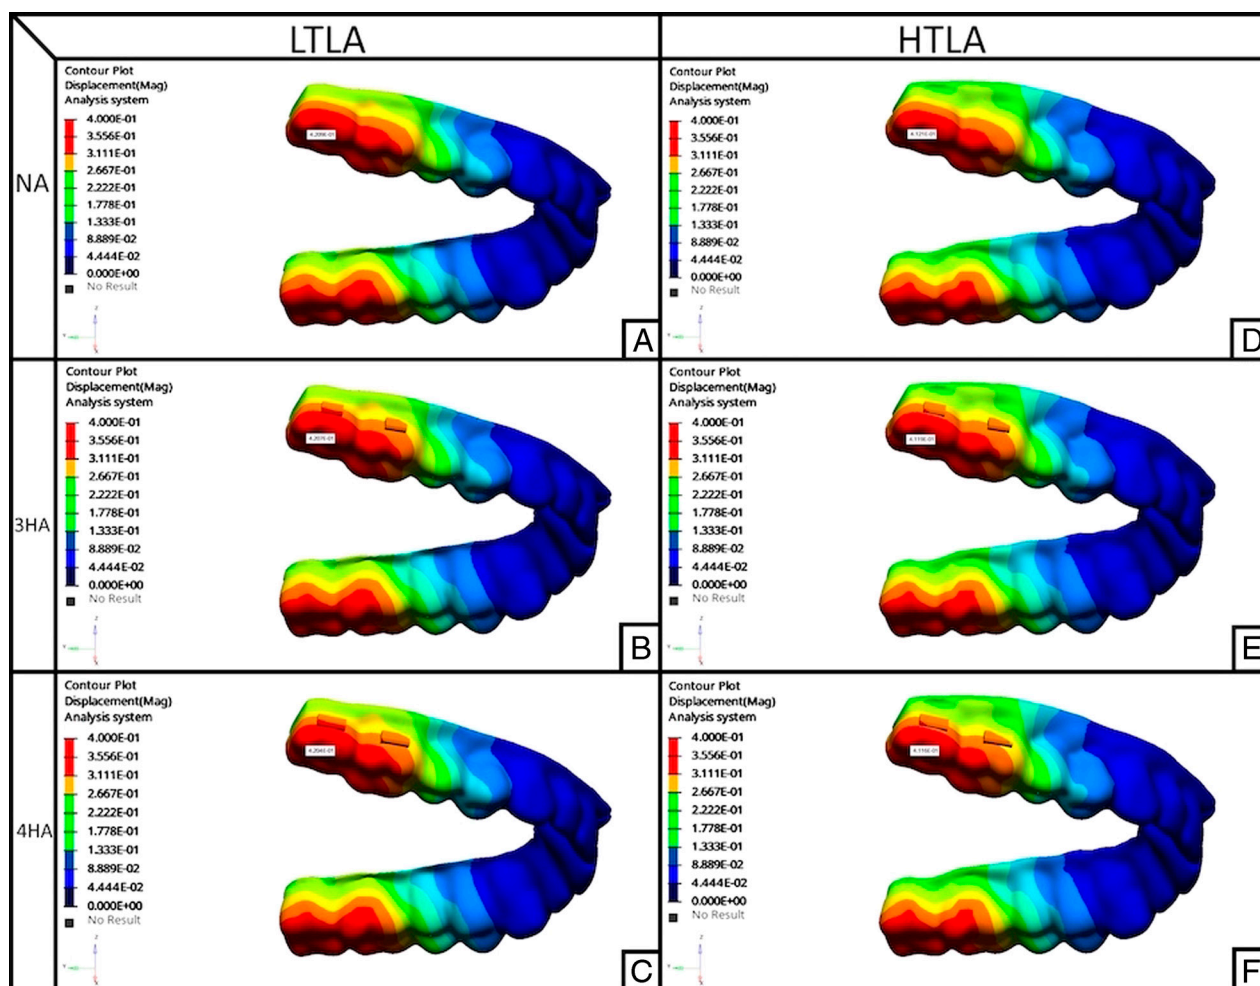 LTLA
HTLA
NA
Contour Plot
Displacement(Mag)
Analysis system
4.000E-01
3.556E-01
3.111E-01
2.667E-01
2.222E-01
1.778E-01
1.333E-01
8.889E-02
4.444E-02
0.000E+00
No Result
Z
Y
X
4.209E-01
A
Contour Plot
Displacement(Mag)
Analysis system
4.000E-01
3.556E-01
3.111E-01
2.667E-01
2.222E-01
1.778E-01
1.333E-01
8.889E-02
4.444E-02
0.000E+00
No Result
Z
Y
X
4.121E-01
D
3HA
Contour Plot
Displacement(Mag)
Analysis system
4.000E-01
3.556E-01
3.111E-01
2.667E-01
2.222E-01
1.778E-01
1.333E-01
8.889E-02
4.444E-02
0.000E+00
No Result
Z
Y
X
4.207E-01
B
Contour Plot
Displacement(Mag)
Analysis system
4.000E-01
3.556E-01
3.111E-01
2.667E-01
2.222E-01
1.778E-01
1.333E-01
8.889E-02
4.444E-02
0.000E+00
No Result
Z
Y
X
E
4HA
Contour Plot
Displacement(Mag)
Analysis system
4.000E-01
3.556E-01
3.111E-01
2.667E-01
2.222E-01
1.778E-01
1.333E-01
8.889E-02
4.444E-02
0.000E+00
No Result
Z
Y
X
4.204E-01
C
Contour Plot
Displacement(Mag)
Analysis system
4.000E-01
3.556E-01
3.111E-01
2.667E-01
2.222E-01
1.778E-01
1.333E-01
8.889E-02
4.444E-02
0.000E+00
No Result
Z
Y
X
F